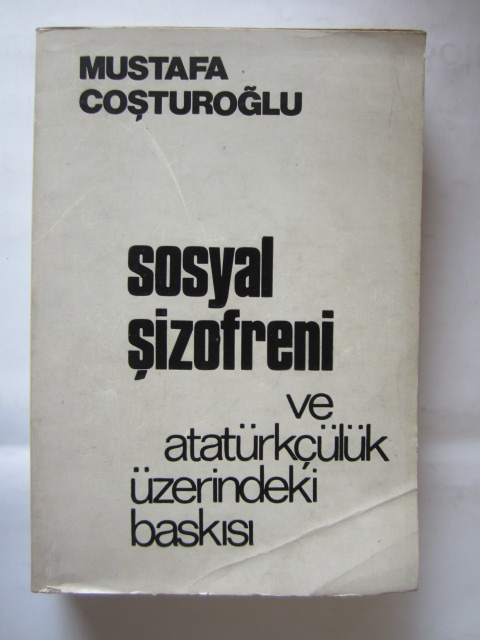 MUSTAFA
COŞTUROĞLU
sosyal
şizofreni
ve
atatürkçülük
üzerindeki
baskısı